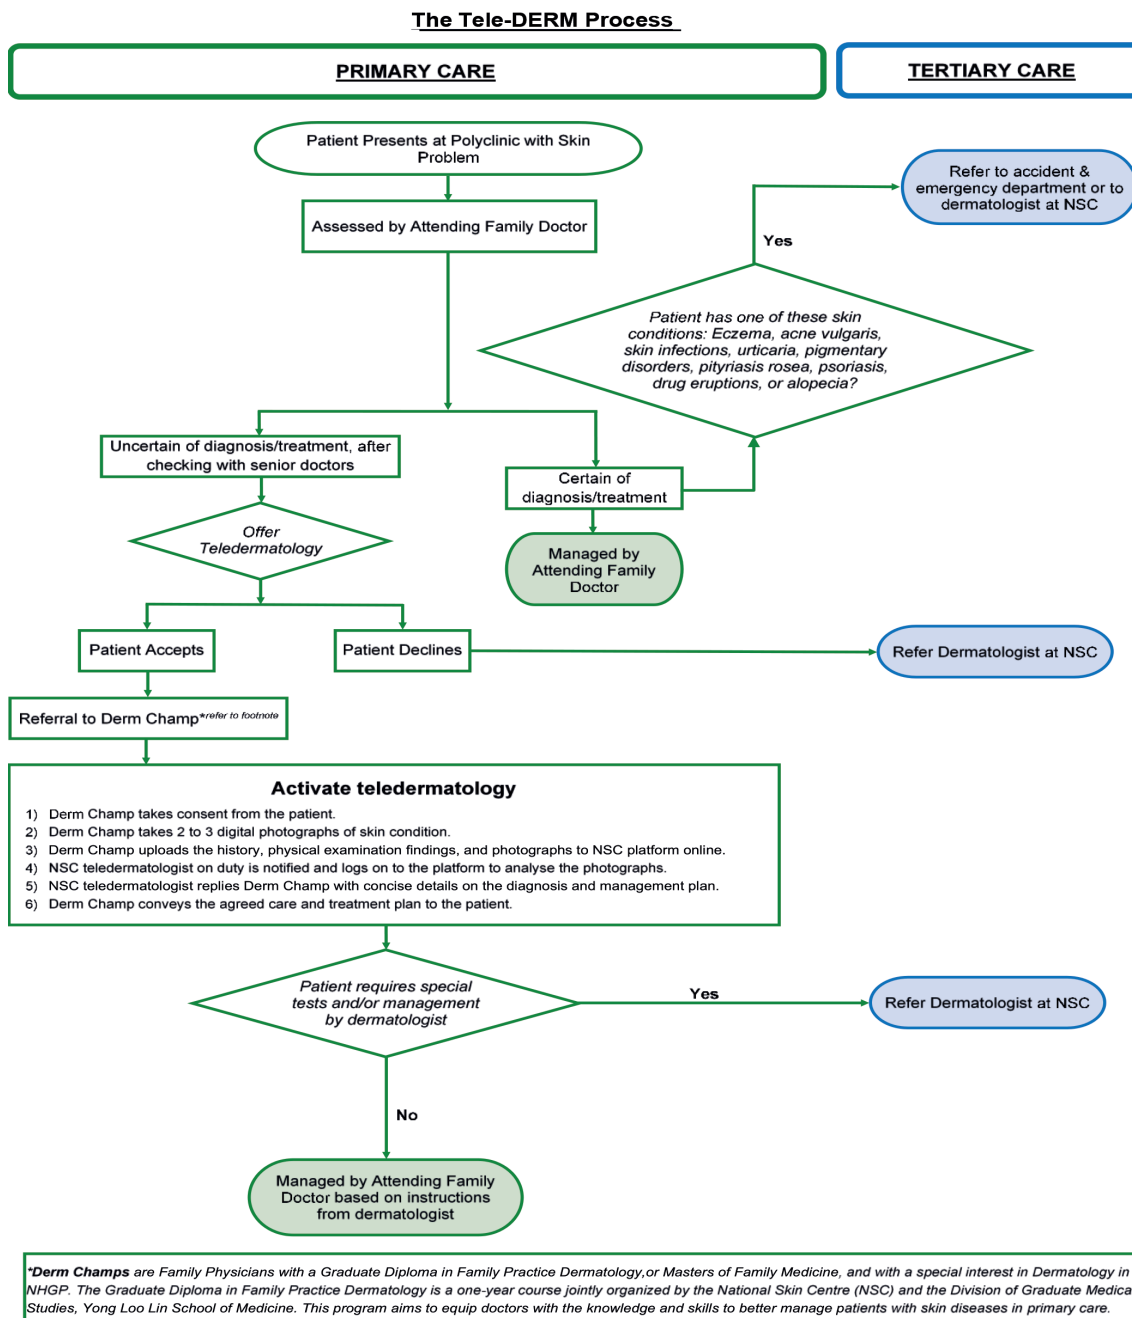 The Tele-DERM Process
PRIMARY CARE
TERTIARY CARE
Patient Presents at Polyclinic with Skin
Problem
Refer to accident &
emergency department or to
dermatologist at NSC
Assessed by Attending Family Doctor
Yes
Patient has one of these skin
conditions: Eczema, acne vulgaris,
skin infections, urticaria, pigmentary
disorders, pityriasis rosea, psoriasis,
drug eruptions, or alopecia?
Uncertain of diagnosis/treatment, after
checking with senior doctors
Certain of
diagnosis/treatment
Offer
Teledermatology
Managed by
Attending Family
Doctor
Patient Accepts
Patient Declines
Refer Dermatologist at NSC
Referral to Derm Champ*refer to footnote
Activate teledermatology
1) Derm Champ takes consent from the patient.
2) Derm Champ takes 2 to 3 digital photographs of skin condition.
3) Derm Champ uploads the history, physical examination findings, and photographs to NSC platform online.
4) NSC teledermatologist on duty is notified and logs on to the platform to analyse the photographs.
5) NSC teledermatologist replies Derm Champ with concise details on the diagnosis and management plan.
6) Derm Champ conveys the agreed care and treatment plan to the patient.
Patient requires special
tests and/or management
by dermatologist
Yes
Refer Dermatologist at NSC
No
Managed by Attending Family
Doctor based on instructions
from dermatologist
*Derm Champs are Family Physicians with a Graduate Diploma in Family Practice Dermatology,or Masters of Family Medicine, and with a special interest in Dermatology in
NHGP. The Graduate Diploma in Family Practice Dermatology is a one-year course jointly organized by the National Skin Centre (NSC) and the Division of Graduate Medica
Studies, Yong Loo Lin School of Medicine. This program aims to equip doctors with the knowledge and skills to better manage patients with skin diseases in primary care.